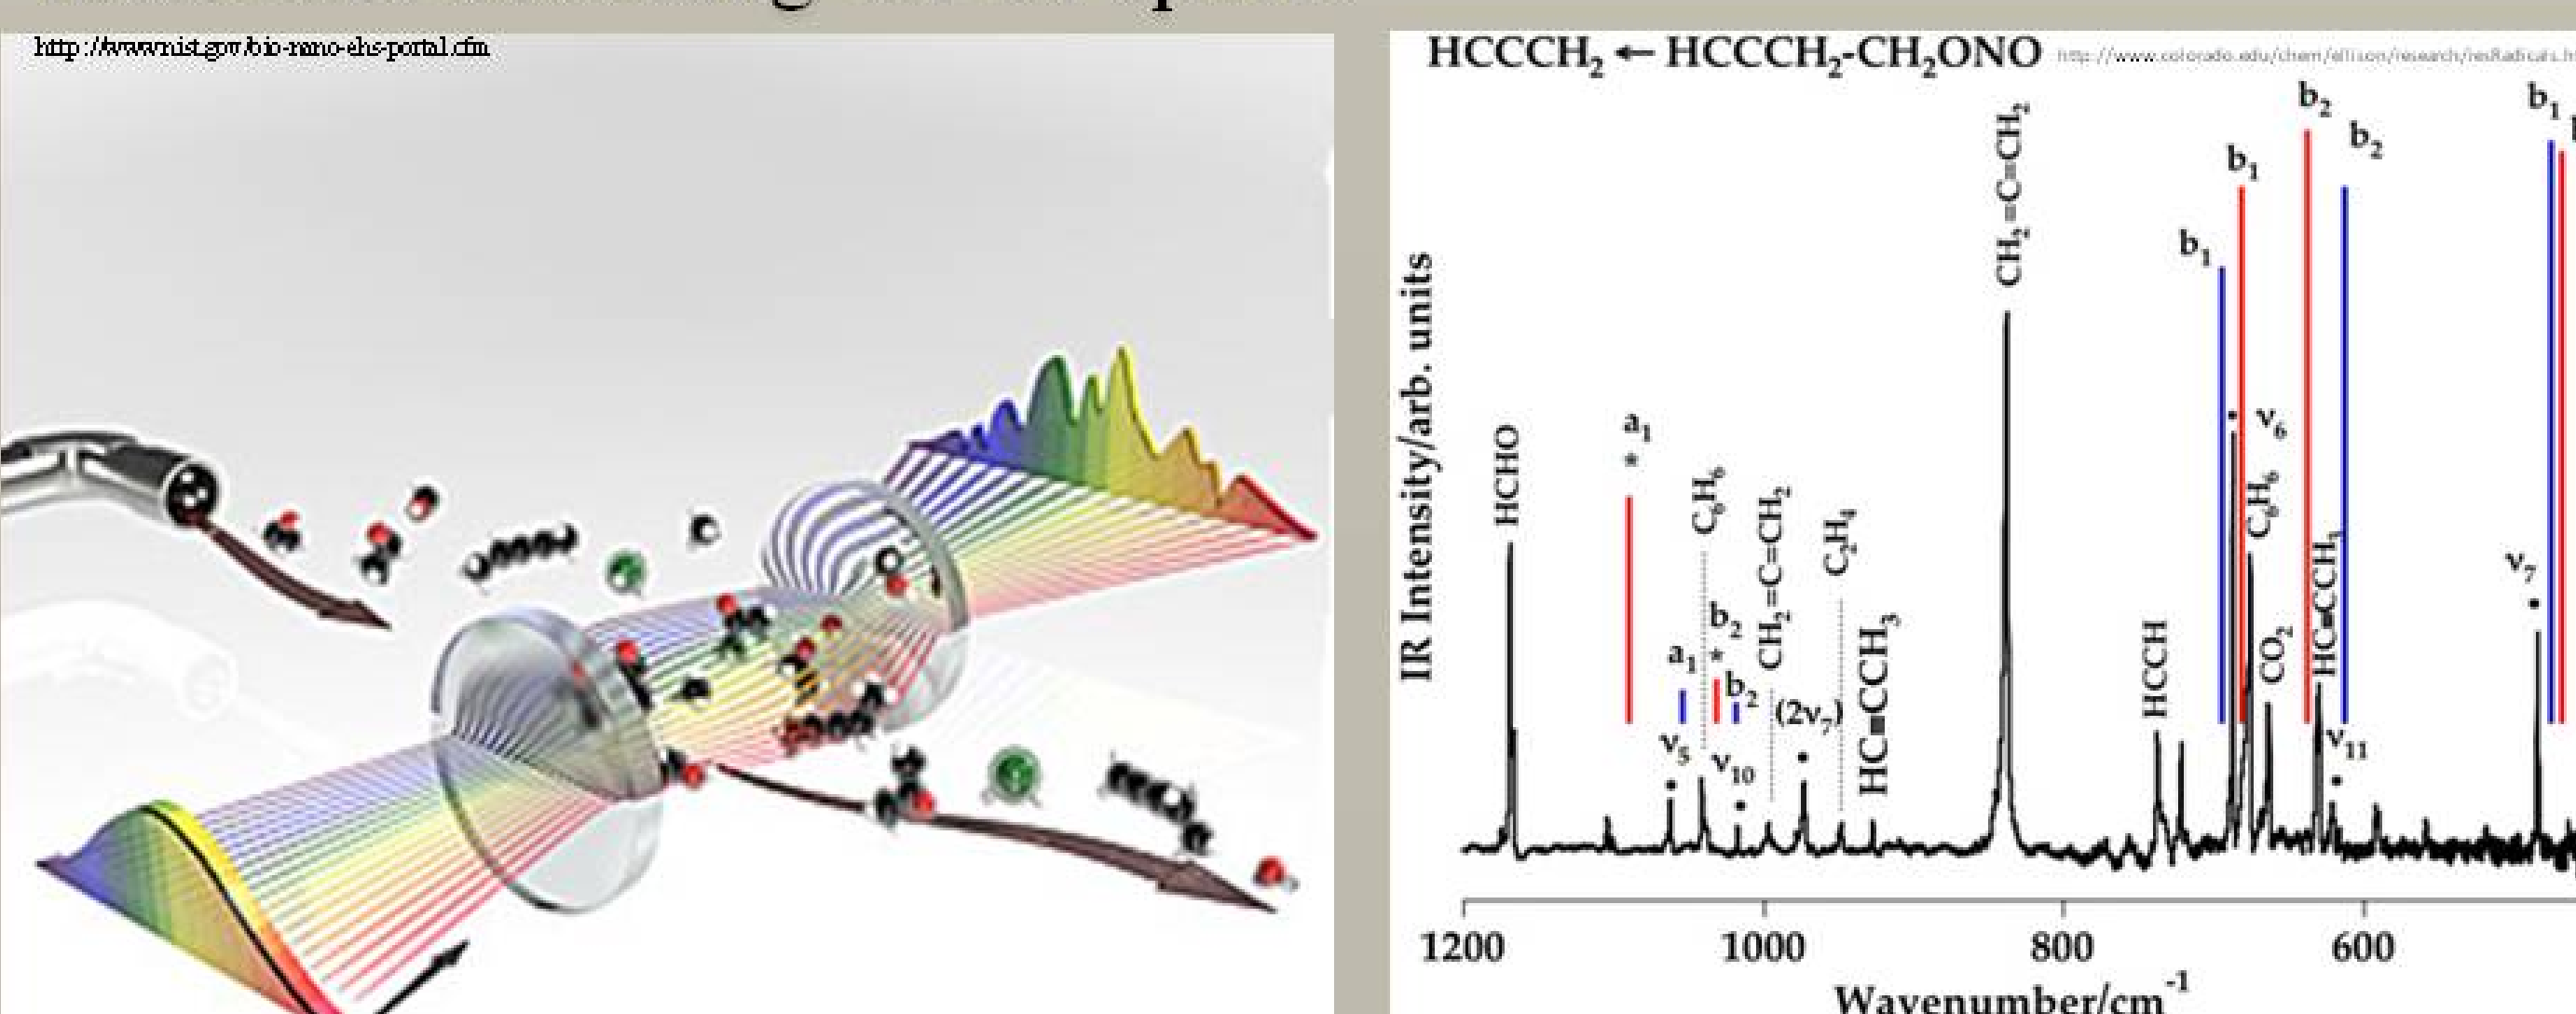 http://www.nist.gov/bio-nano-ehs-portal.cfm
HCCCH₂ ← HCCCH₂-CH₂ONO
IR Intensity/arb. units
HCHO
a₁
*
a₁
ν₅
C₆H₆
b₂
*
b₂
ν₁₀
CH₂=C=CH₂
(2ν₇)
C₂H₄
HC≡CCH₃
CH₂=C=CH₂
HCCH
b₁
b₁
ν₆
C₆H₆
CO₂
b₂
HC≡CCH₃
b₂
ν₁₁
ν₇
b₁
1200
1000
800
600
Wavenumber/cm⁻¹